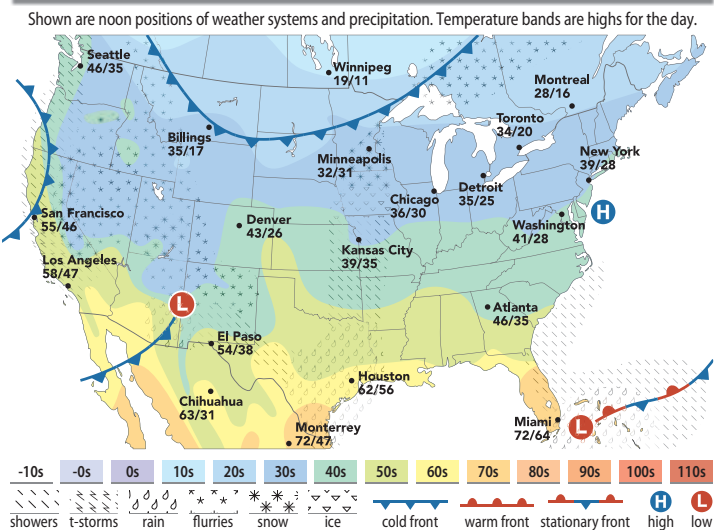 Shown are noon positions of weather systems and precipitation. Temperature bands are highs for the day.
Seattle
46/35
Winnipeg
19/11
Montreal
28/16
Toronto
34/20
Billings
35/17
Minneapolis
32/31
New York
39/28
Detroit
35/25
Chicago
36/30
San Francisco
55/46
Denver
43/26
Washington
41/28
H
Kansas City
39/35
Los Angeles
58/47
L
Atlanta
46/35
El Paso
54/38
Houston
62/56
Chihuahua
63/31
Monterrey
72/47
Miami
72/64
L
-10s -0s 0s 10s 20s 30s 40s 50s 60s 70s 80s 90s 100s 110s
H L
showers t-storms rain flurries snow ice cold front warm front stationary front high low